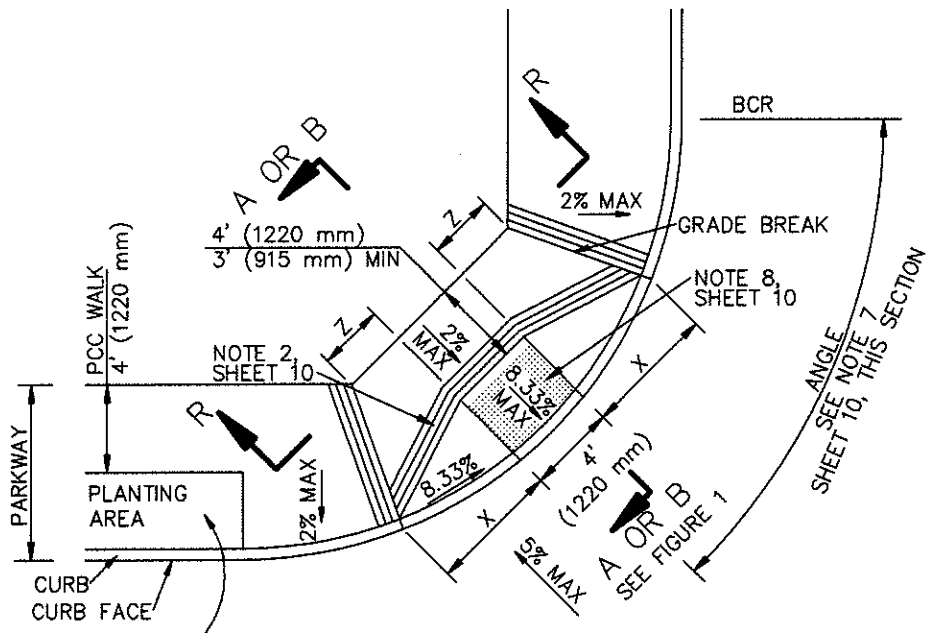 BCR
R
A OR B
2% MAX
Z
4' (1220 mm)
3' (915 mm) MIN
GRADE BREAK
NOTE 8,
SHEET 10
PCC WALK
4' (1220 mm)
Z
2%
MAX
NOTE 2,
SHEET 10
8.33%
MAX
X
ANGLE
SEE NOTE 7
SHEET 10, THIS SECTION
R
PARKWAY
PLANTING
AREA
2% MAX
8.33%
4'
(1220 mm)
X
A OR B
SEE FIGURE 1
5% MAX
CURB
CURB FACE